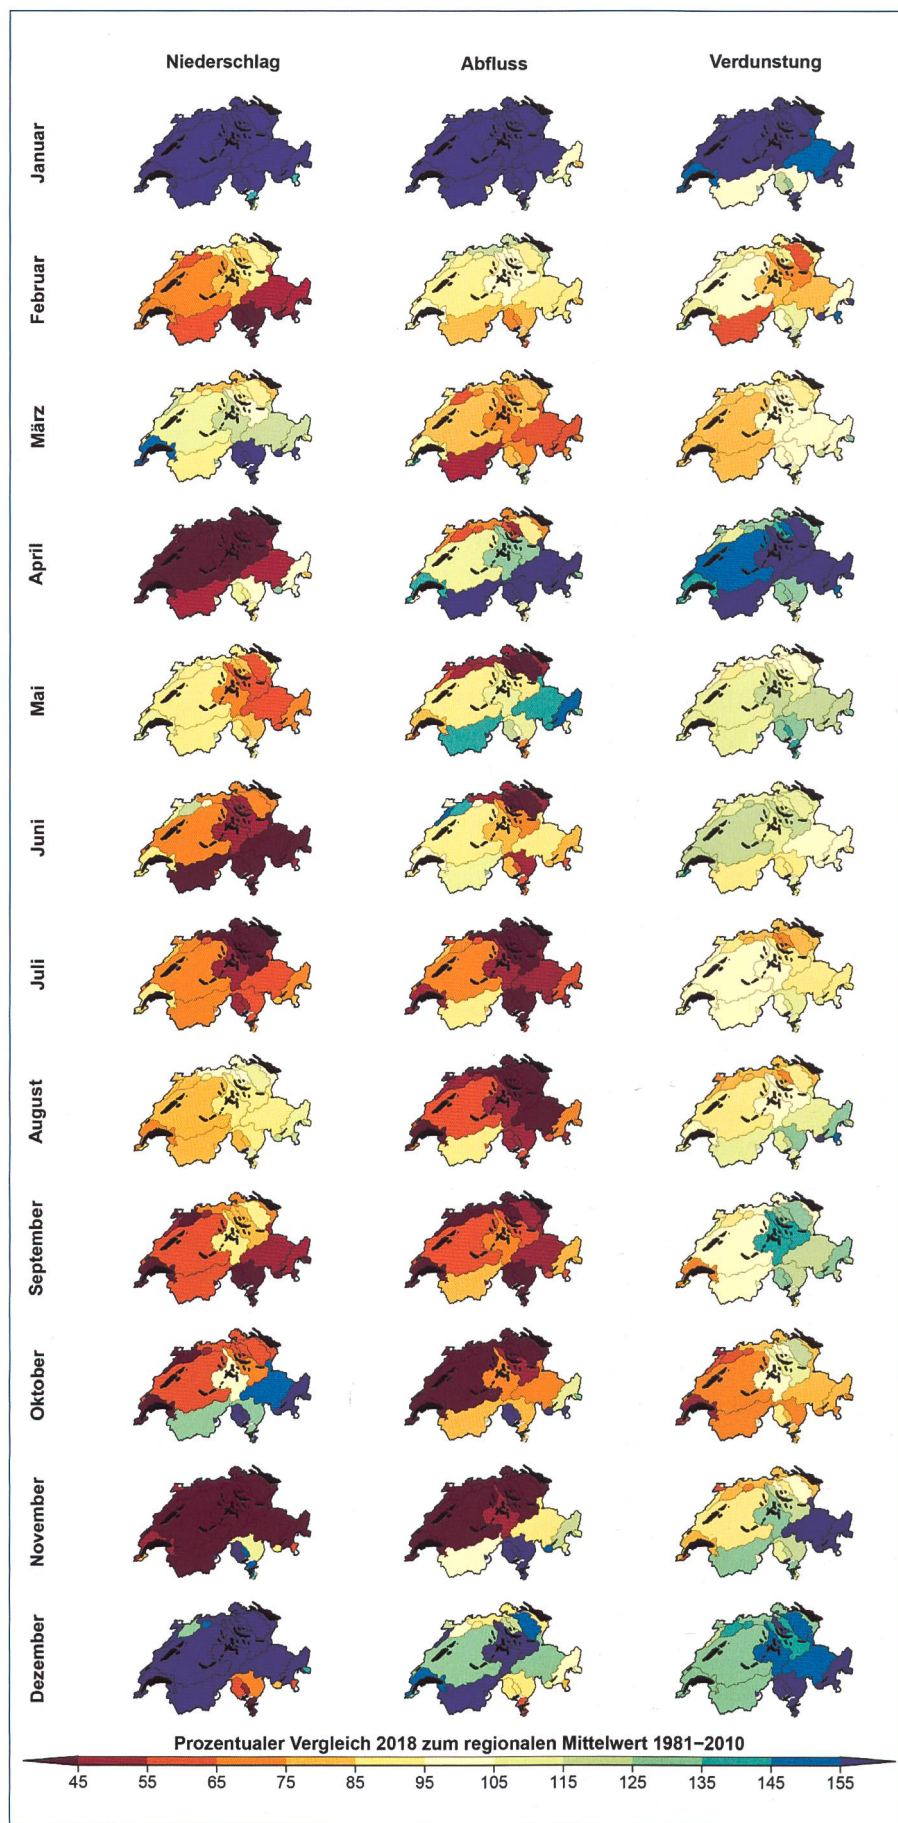 Niederschlag Abfluss Verdunstung
Januar
Februar
März
April
Mai
Juni
Juli
August
September
Oktober
November
Dezember
Prozentualer Vergleich 2018 zum regionalen Mittelwert 1981–2010
45 55 65 75 85 95 105 115 125 135 145 155